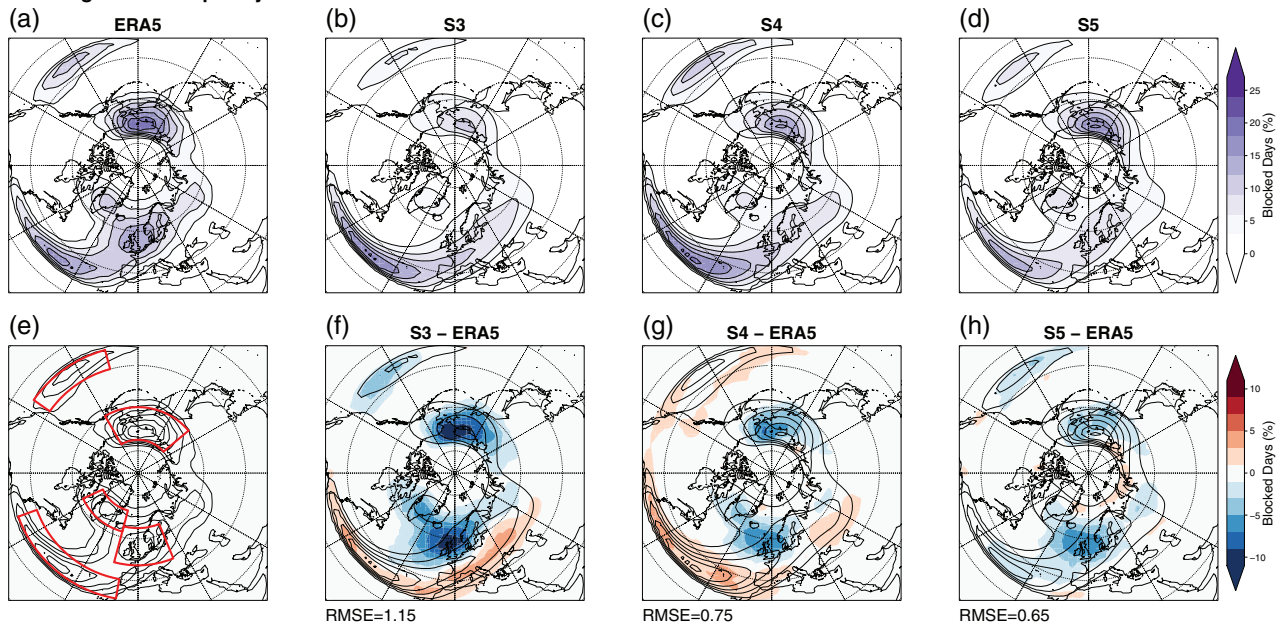 (a) ERA5
(b) S3
(c) S4
(d) S5
25
20
15
10
5
0
Blocked Days (%)
(e)
(f) S3 − ERA5
(g) S4 − ERA5
(h) S5 − ERA5
10
5
0
−5
−10
Blocked Days (%)
RMSE=1.15
RMSE=0.75
RMSE=0.65